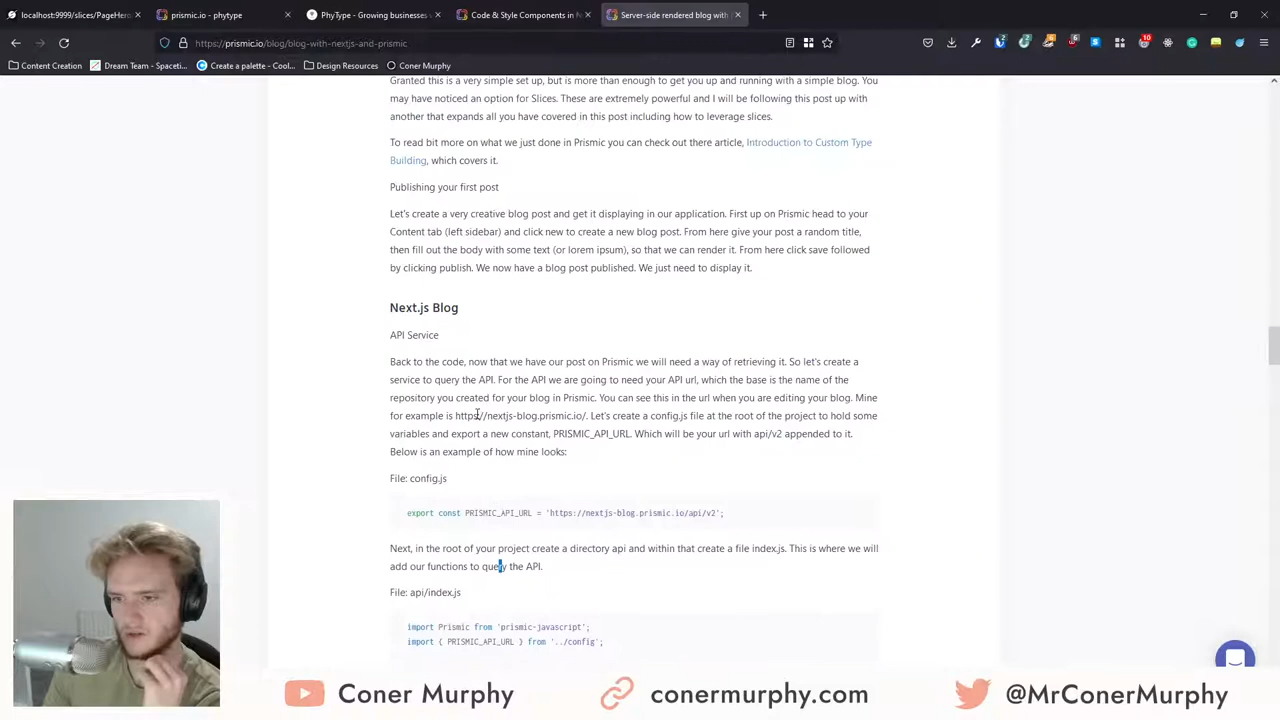 localhost:9999/slices/PageHero
prismic.io - phytype
PhyType - Growing businesses
Code & Style Components in N
Server-side rendered blog with
https://prismic.io/blog/blog-with-nextjs-and-prismic
Content Creation
Dream Team - Spaceti...
Create a palette - Cool...
Design Resources
Coner Murphy
Granted this is a very simple set up, but is more than enough to get you up and running with a simple blog. You
may have noticed an option for Slices. These are extremely powerful and I will be following this post up with
another that expands all you have covered in this post including how to leverage slices.
To read bit more on what we just done in Prismic you can check out there article, Introduction to Custom Type
Building, which covers it.
Publishing your first post
Let's create a very creative blog post and get it displaying in our application. First up on Prismic head to your
Content tab (left sidebar) and click new to create a new blog post. From here give your post a random title,
then fill out the body with some text (or lorem ipsum), so that we can render it. From here click save followed
by clicking publish. We now have a blog post published. We just need to display it.
Next.js Blog
API Service
Back to the code, now that we have our post on Prismic we will need a way of retrieving it. So let's create a
service to query the API. For the API we are going to need your API url, which the base is the name of the
repository you created for your blog in Prismic. You can see this in the url when you are editing your blog. Mine
for example is https://nextjs-blog.prismic.io/. Let's create a config.js file at the root of the project to hold some
variables and export a new constant, PRISMIC_API_URL. Which will be your url with api/v2 appended to it.
Below is an example of how mine looks:
File: config.js
export const PRISMIC_API_URL = 'https://nextjs-blog.prismic.io/api/v2';
Next, in the root of your project create a directory api and within that create a file index.js. This is where we will
add our functions to query the API.
File: api/index.js
import Prismic from 'prismic-javascript';
import { PRISMIC_API_URL } from '../config';
Coner Murphy
conermurphy.com
@MrConerMurphy